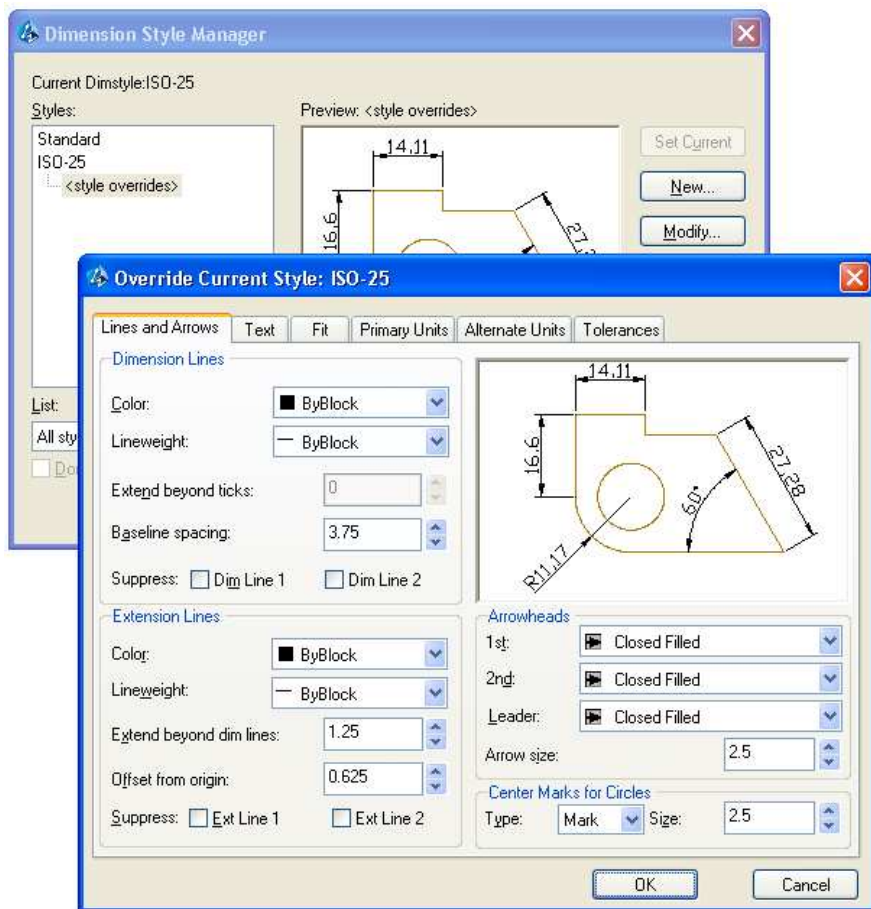 Dimension Style Manager
Current Dimstyle:ISO-25
Styles:
Preview: <style overrides>
Standard
ISO-25
<style overrides>
14,11
16,6
Set Current
New...
Modify...
List:
All
Override Current Style: ISO-25
Lines and Arrows Text Fit Primary Units Alternate Units Tolerances
Dimension Lines
Color: ByBlock
Lineweight: ByBlock
Extend beyond ticks: 0
Baseline spacing: 3.75
Suppress: Dim Line 1 Dim Line 2
14,11
16,6
27,28
60°
R11,17
Extension Lines
Color: ByBlock
Lineweight: ByBlock
Extend beyond dim lines: 1.25
Offset from origin: 0.625
Suppress: Ext Line 1 Ext Line 2
Arrowheads
1st: Closed Filled
2nd: Closed Filled
Leader: Closed Filled
Arrow size: 2.5
Center Marks for Circles
Type: Mark Size: 2.5
OK Cancel